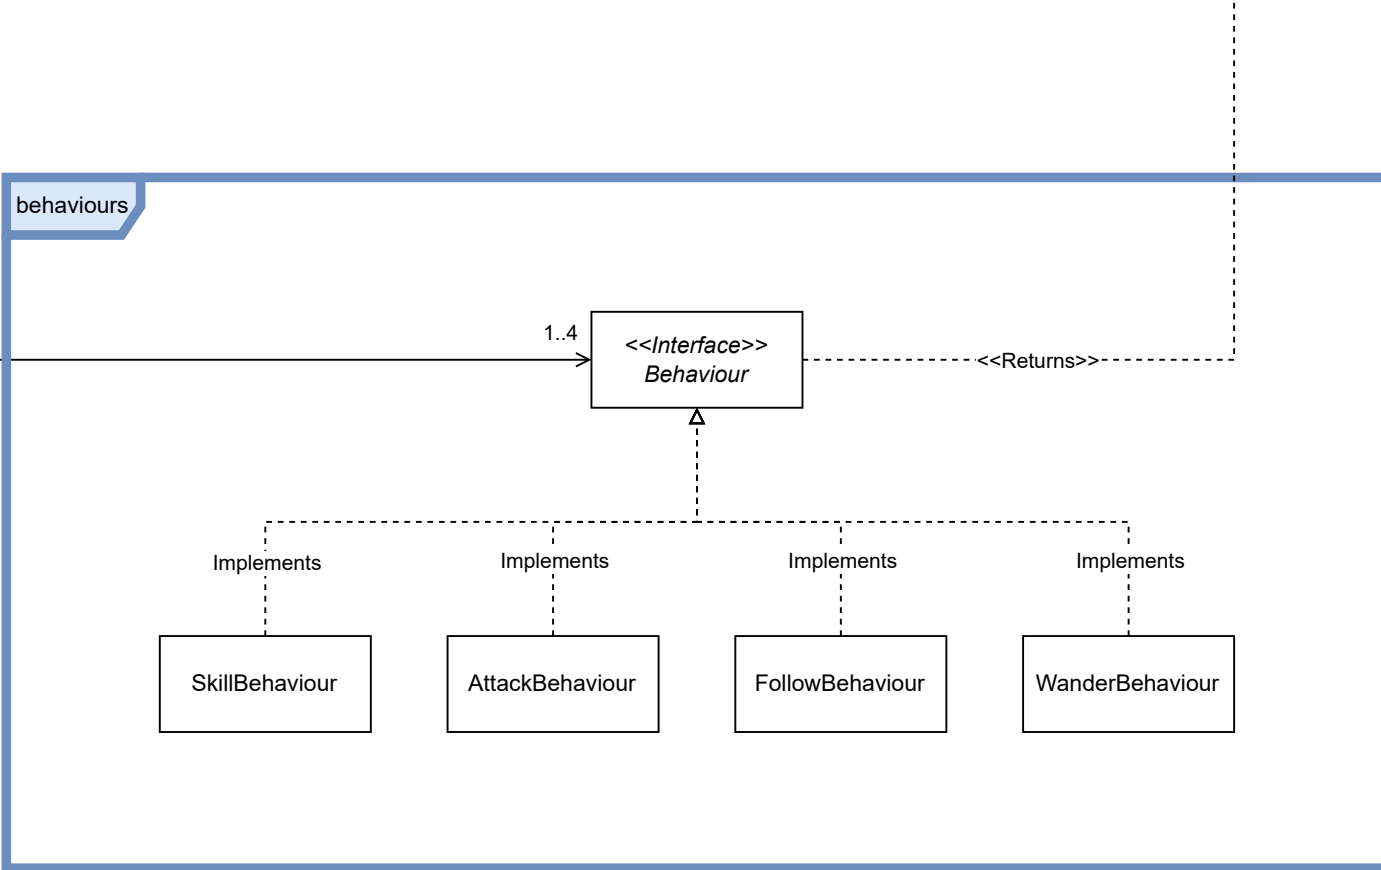 behaviours
1..4
<<Interface>>
Behaviour
<<Returns>>
Implements
Implements
Implements
Implements
SkillBehaviour
AttackBehaviour
FollowBehaviour
WanderBehaviour